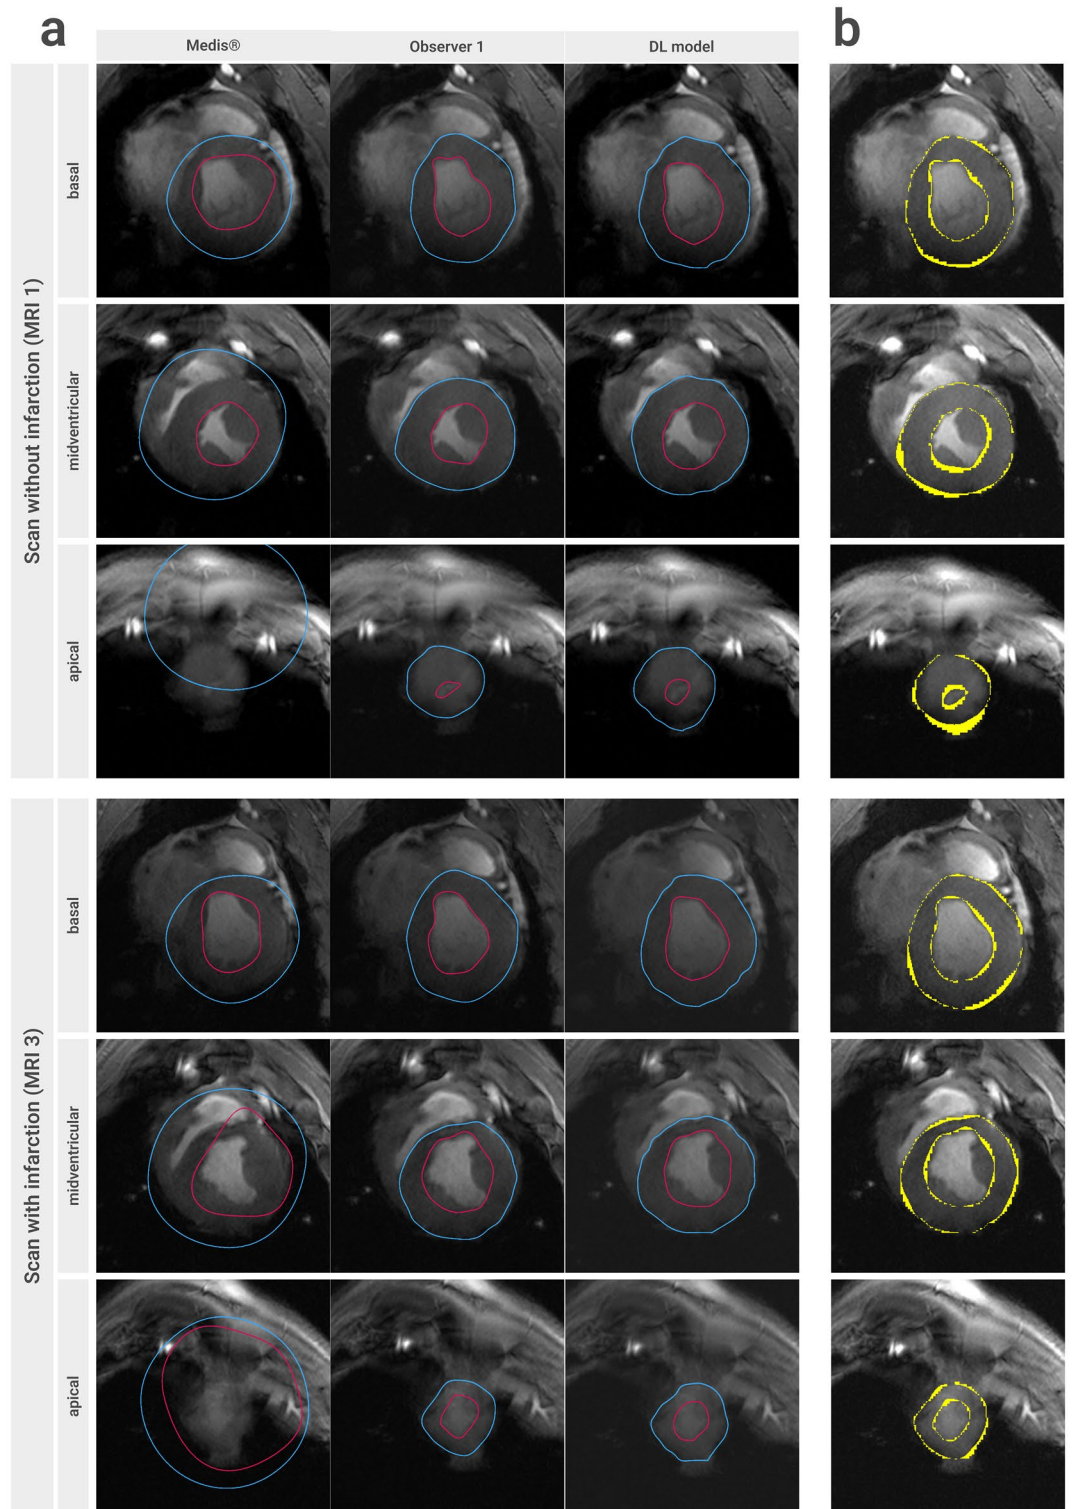 a
b
Medis®
Observer 1
DL model
Scan without infarction (MRI 1)
basal
midventricular
apical
Scan with infarction (MRI 3)
basal
midventricular
apical